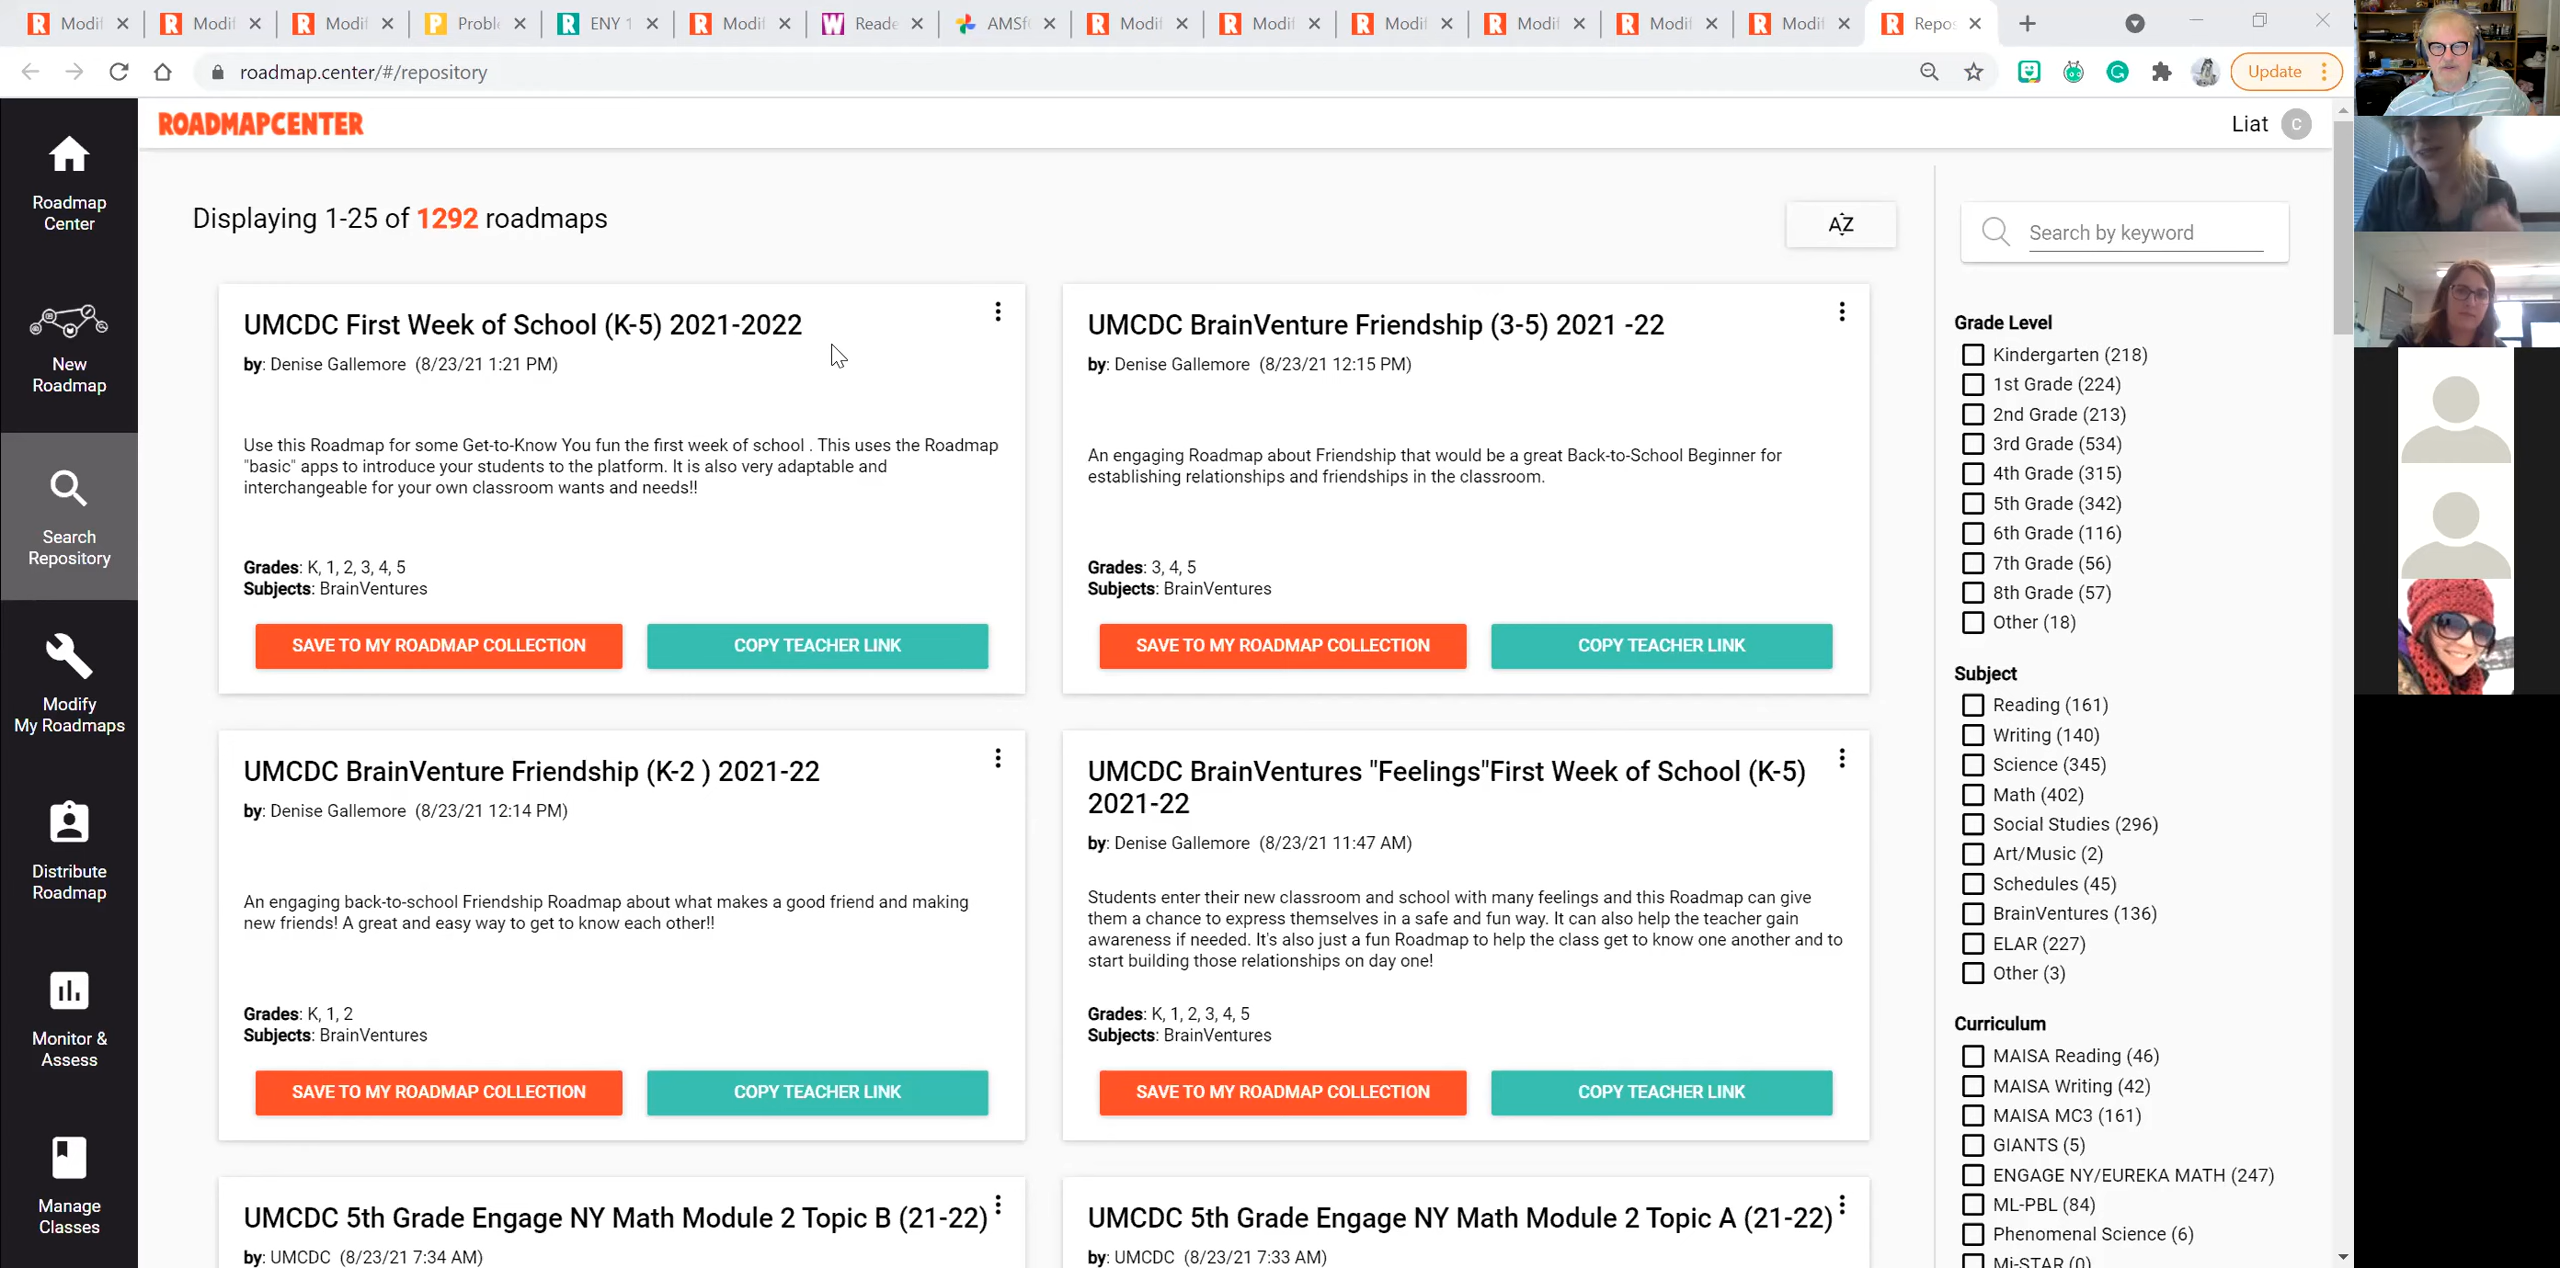 Modif
Modif
Modif
Proble
ENY 1
Modif
Reade
AMSf
Modif
Modif
Modif
Modif
Modif
Modif
Repos
roadmap.center/#/repository
Update
ROADMAPCENTER
Liat C
Roadmap
Center
New
Roadmap
Search
Repository
Modify
My Roadmaps
Distribute
Roadmap
Monitor &
Assess
Manage
Classes
Displaying 1-25 of 1292 roadmaps
AZ
UMCDC First Week of School (K-5) 2021-2022
by: Denise Gallemore (8/23/21 1:21 PM)
Use this Roadmap for some Get-to-Know You fun the first week of school . This uses the Roadmap
"basic" apps to introduce your students to the platform. It is also very adaptable and
interchangeable for your own classroom wants and needs!!
Grades: K, 1, 2, 3, 4, 5
Subjects: BrainVentures
SAVE TO MY ROADMAP COLLECTION
COPY TEACHER LINK
UMCDC BrainVenture Friendship (3-5) 2021 -22
by: Denise Gallemore (8/23/21 12:15 PM)
An engaging Roadmap about Friendship that would be a great Back-to-School Beginner for
establishing relationships and friendships in the classroom.
Grades: 3, 4, 5
Subjects: BrainVentures
SAVE TO MY ROADMAP COLLECTION
COPY TEACHER LINK
UMCDC BrainVenture Friendship (K-2 ) 2021-22
by: Denise Gallemore (8/23/21 12:14 PM)
An engaging back-to-school Friendship Roadmap about what makes a good friend and making
new friends! A great and easy way to get to know each other!!
Grades: K, 1, 2
Subjects: BrainVentures
SAVE TO MY ROADMAP COLLECTION
COPY TEACHER LINK
UMCDC BrainVentures "Feelings"First Week of School (K-5)
2021-22
by: Denise Gallemore (8/23/21 11:47 AM)
Students enter their new classroom and school with many feelings and this Roadmap can give
them a chance to express themselves in a safe and fun way. It can also help the teacher gain
awareness if needed. It's also just a fun Roadmap to help the class get to know one another and to
start building those relationships on day one!
Grades: K, 1, 2, 3, 4, 5
Subjects: BrainVentures
SAVE TO MY ROADMAP COLLECTION
COPY TEACHER LINK
UMCDC 5th Grade Engage NY Math Module 2 Topic B (21-22)
by: UMCDC (8/23/21 7:34 AM)
UMCDC 5th Grade Engage NY Math Module 2 Topic A (21-22)
by: UMCDC (8/23/21 7:33 AM)
Search by keyword
Grade Level
Kindergarten (218)
1st Grade (224)
2nd Grade (213)
3rd Grade (534)
4th Grade (315)
5th Grade (342)
6th Grade (116)
7th Grade (56)
8th Grade (57)
Other (18)
Subject
Reading (161)
Writing (140)
Science (345)
Math (402)
Social Studies (296)
Art/Music (2)
Schedules (45)
BrainVentures (136)
ELAR (227)
Other (3)
Curriculum
MAISA Reading (46)
MAISA Writing (42)
MAISA MC3 (161)
GIANTS (5)
ENGAGE NY/EUREKA MATH (247)
ML-PBL (84)
Phenomenal Science (6)
Mi-STAR (0)